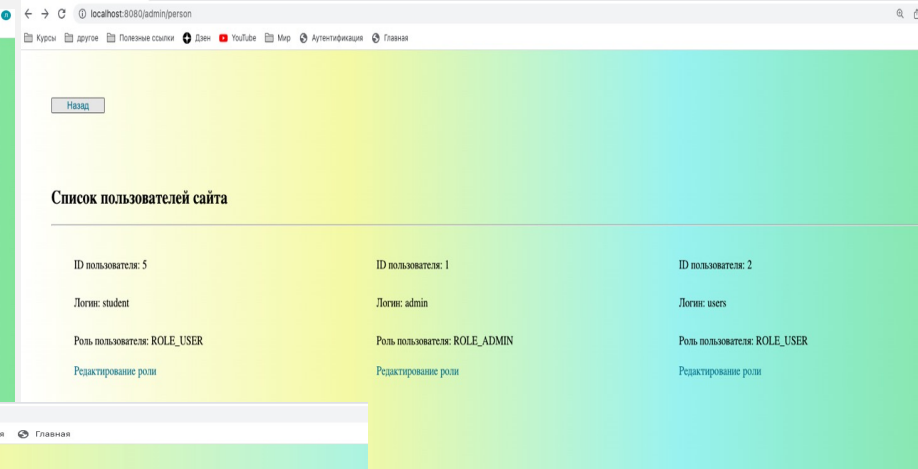 localhost:8080/admin/person
Курсы другое Полезные ссылки Дзен YouTube Мир Аутентификация Главная
Назад
Список пользователей сайта
ID пользователя: 5 ID пользователя: 1 ID пользователя: 2
Логин: student Логин: admin Логин: users
Роль пользователя: ROLE_USER Роль пользователя: ROLE_ADMIN Роль пользователя: ROLE_USER
Редактирование роли Редактирование роли Редактирование роли
я Главная